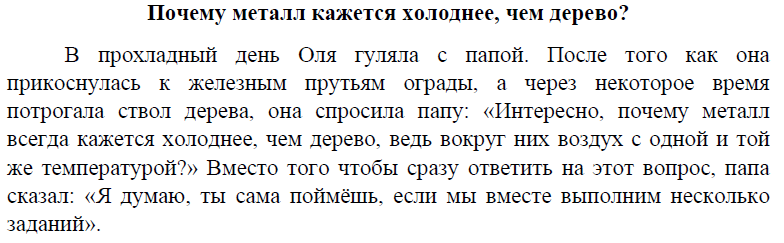 Почему металл кажется холоднее, чем дерево?
В прохладный день Оля гуляла с папой. После того как она
прикоснулась к железным прутьям ограды, а через некоторое время
потрогала ствол дерева, она спросила папу: «Интересно, почему металл
всегда кажется холоднее, чем дерево, ведь вокруг них воздух с одной и той
же температурой?» Вместо того чтобы сразу ответить на этот вопрос, папа
сказал: «Я думаю, ты сама поймёшь, если мы вместе выполним несколько
заданий».